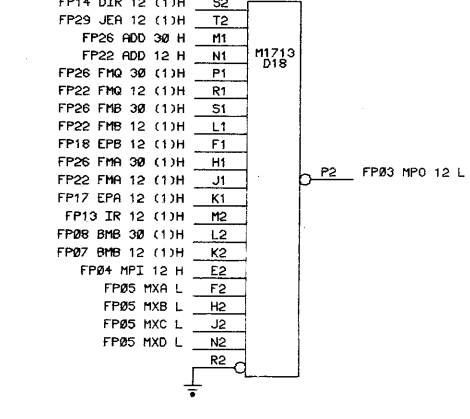 FP14 DIR 12 (1)H S2
FP29 JEA 12 (1)H T2
FP26 ADD 30 H M1
FP22 ADD 12 H N1
M1713
D18
FP26 FMQ 30 (1)H P1
FP22 FMQ 12 (1)H R1
FP26 FMB 30 (1)H S1
FP22 FMB 12 (1)H L1
FP18 EPB 12 (1)H F1
FP26 FMA 30 (1)H H1
FP22 FMA 12 (1)H J1
P2 FP03 MPO 12 L
FP17 EPA 12 (1)H K1
FP13 IR 12 (1)H M2
FP08 BMB 30 (1)H L2
FP07 BMB 12 (1)H K2
FP04 MPI 12 H E2
FP05 MXA L F2
FP05 MXB L H2
FP05 MXC L J2
FP05 MXD L N2
R2